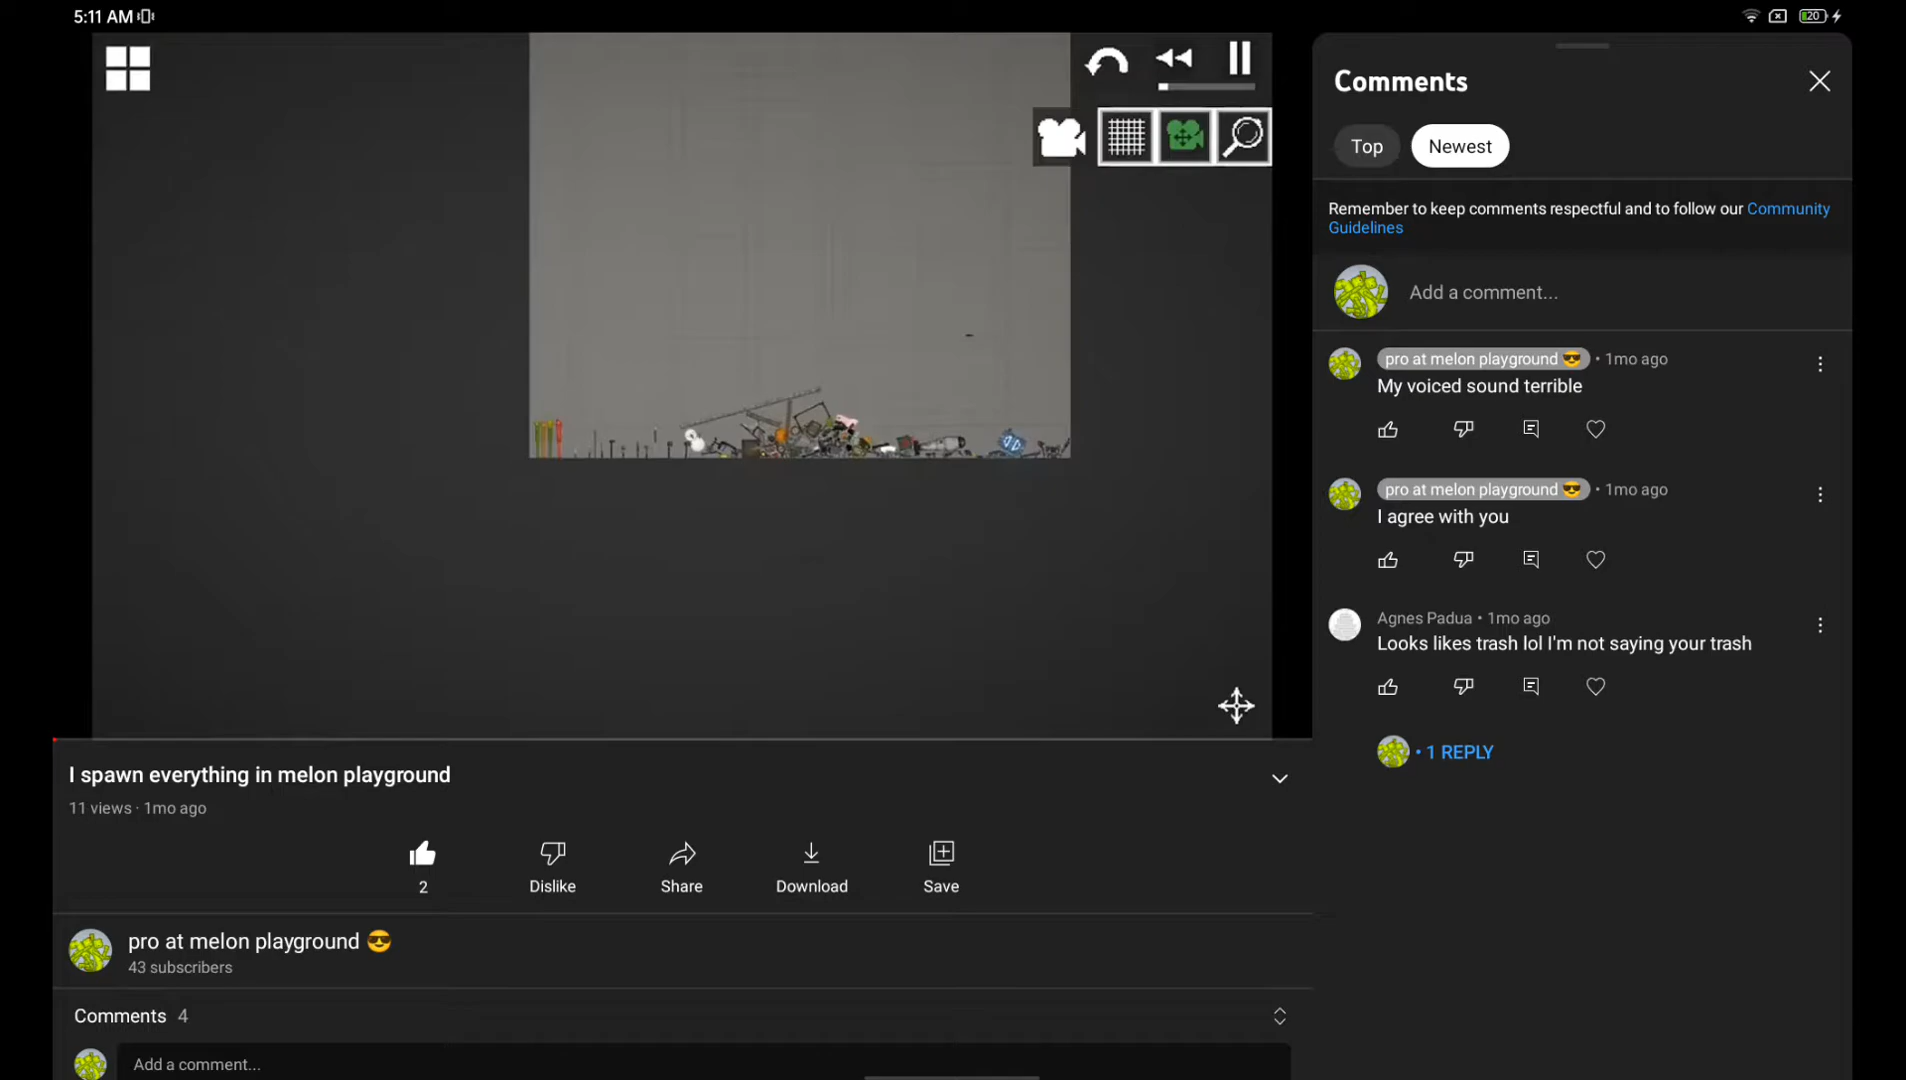 5:11 AM
20
Comments
Top
Newest
Remember to keep comments respectful and to follow our Community
Guidelines
Add a comment...
pro at melon playground 😎 • 1mo ago
My voiced sound terrible
pro at melon playground 😎 • 1mo ago
I agree with you
Agnes Padua • 1mo ago
Looks likes trash lol I'm not saying your trash
• 1 REPLY
I spawn everything in melon playground
11 views · 1mo ago
2
Dislike
Share
Download
Save
pro at melon playground 😎
43 subscribers
Comments 4
Add a comment...